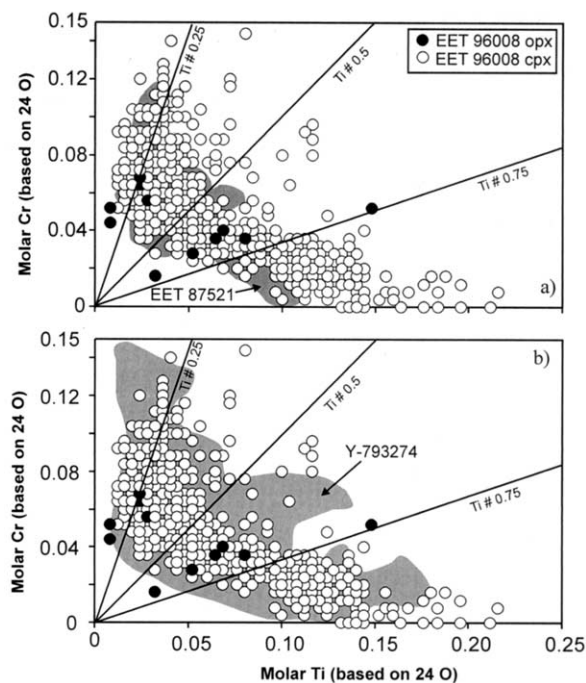 0.15
Ti # 0.25
Ti # 0.5
EET 96008 opx
EET 96008 cpx
0.12
Molar Cr (based on 24 O)
0.08
Ti # 0.75
0.04
EET 87521
a)
0
0.15
Ti # 0.25
b)
Ti # 0.5
0.12
Y-793274
Molar Cr (based on 24 O)
0.08
Ti # 0.75
0.04
0
0 0.05 0.10 0.15 0.20 0.25
Molar Ti (based on 24 O)